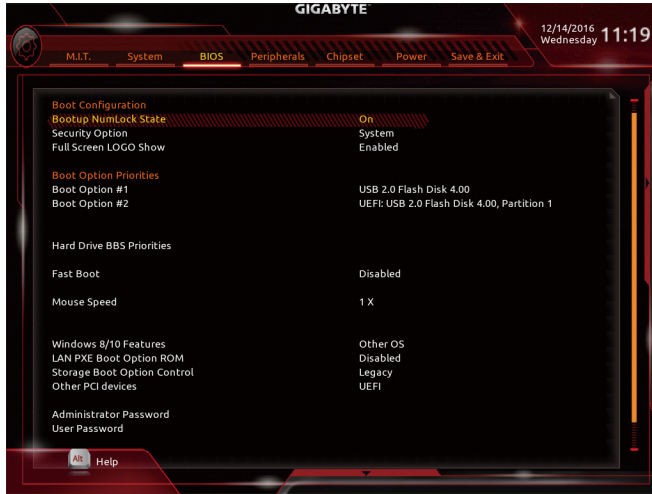 GIGABYTE
12/14/2016
Wednesday
11:19
M.I.T. System BIOS Peripherals Chipset Power Save & Exit
Boot Configuration
Bootup NumLock State On
Security Option System
Full Screen LOGO Show Enabled
Boot Option Priorities
Boot Option #1 USB 2.0 Flash Disk 4.00
Boot Option #2 UEFI: USB 2.0 Flash Disk 4.00, Partition 1
Hard Drive BBS Priorities
Fast Boot Disabled
Mouse Speed 1 X
Windows 8/10 Features Other OS
LAN PXE Boot Option ROM Disabled
Storage Boot Option Control Legacy
Other PCI devices UEFI
Administrator Password
User Password
Alt Help